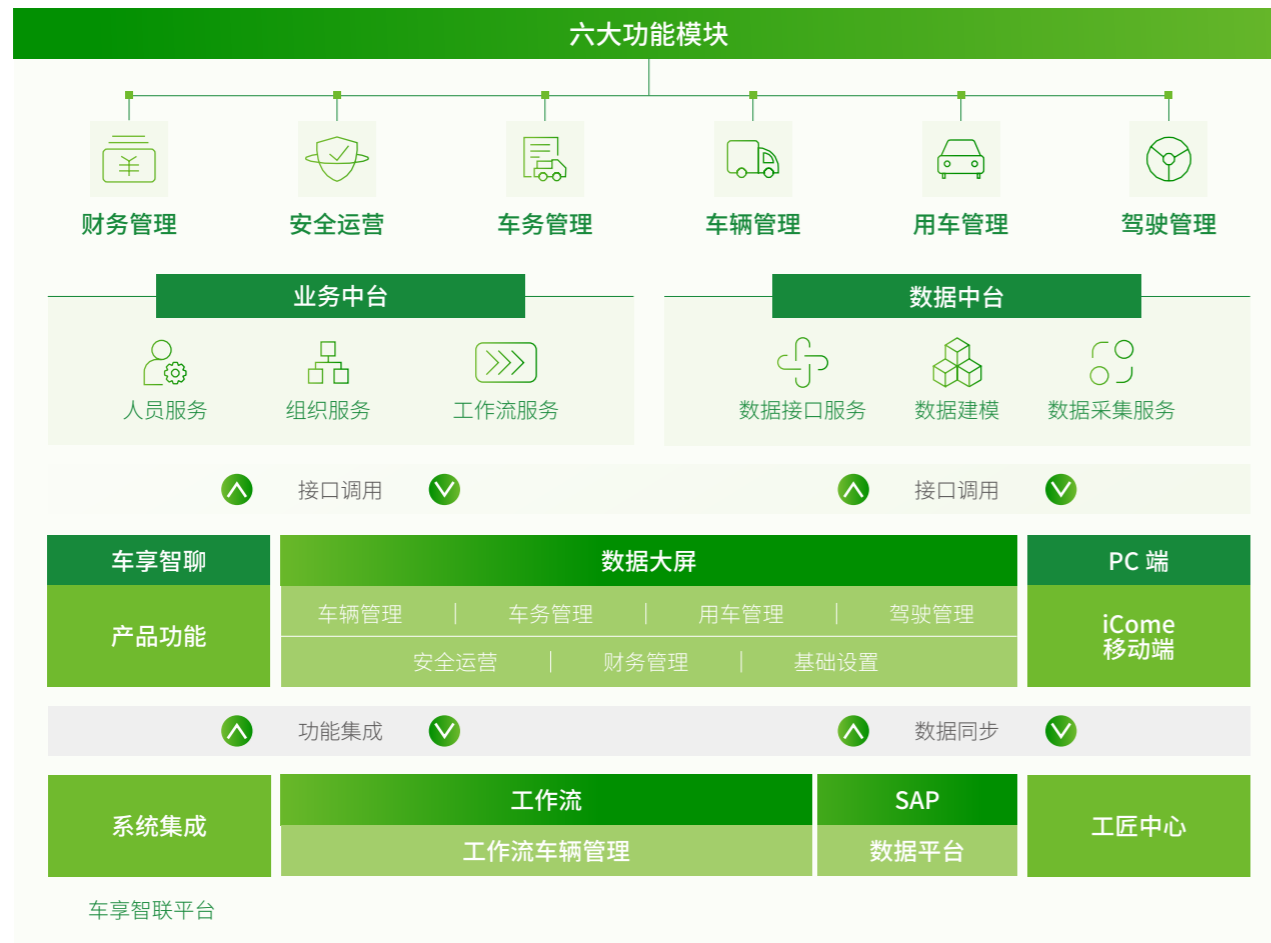 六大功能模块
财务管理
安全运营
车务管理
车辆管理
用车管理
驾驶管理
业务中台
数据中台
人员服务
组织服务
工作流服务
数据接口服务
数据建模
数据采集服务
接口调用
接口调用
车享智聊
数据大屏
PC 端
产品功能
车辆管理 | 车务管理 | 用车管理 | 驾驶管理
安全运营 | 财务管理 | 基础设置
iCome
移动端
功能集成
数据同步
系统集成
工作流
SAP
工匠中心
工作流车辆管理
数据平台
车享智联平台